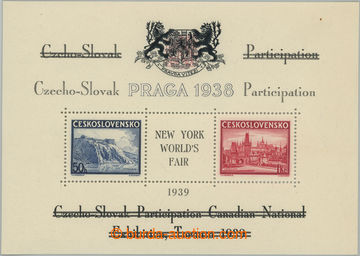 Czecho-Slovak Participation
PRAVDA VÍTĚZÍ
Czecho-Slovak PRAGA 1938 Participation
ČESKOSLOVENSKO NEW YORK WORLD'S FAIR ČESKOSLOVENSKO
50h
1939
Czecho-Slovak Participation Canadian National
Exhibition, Toronto 1939